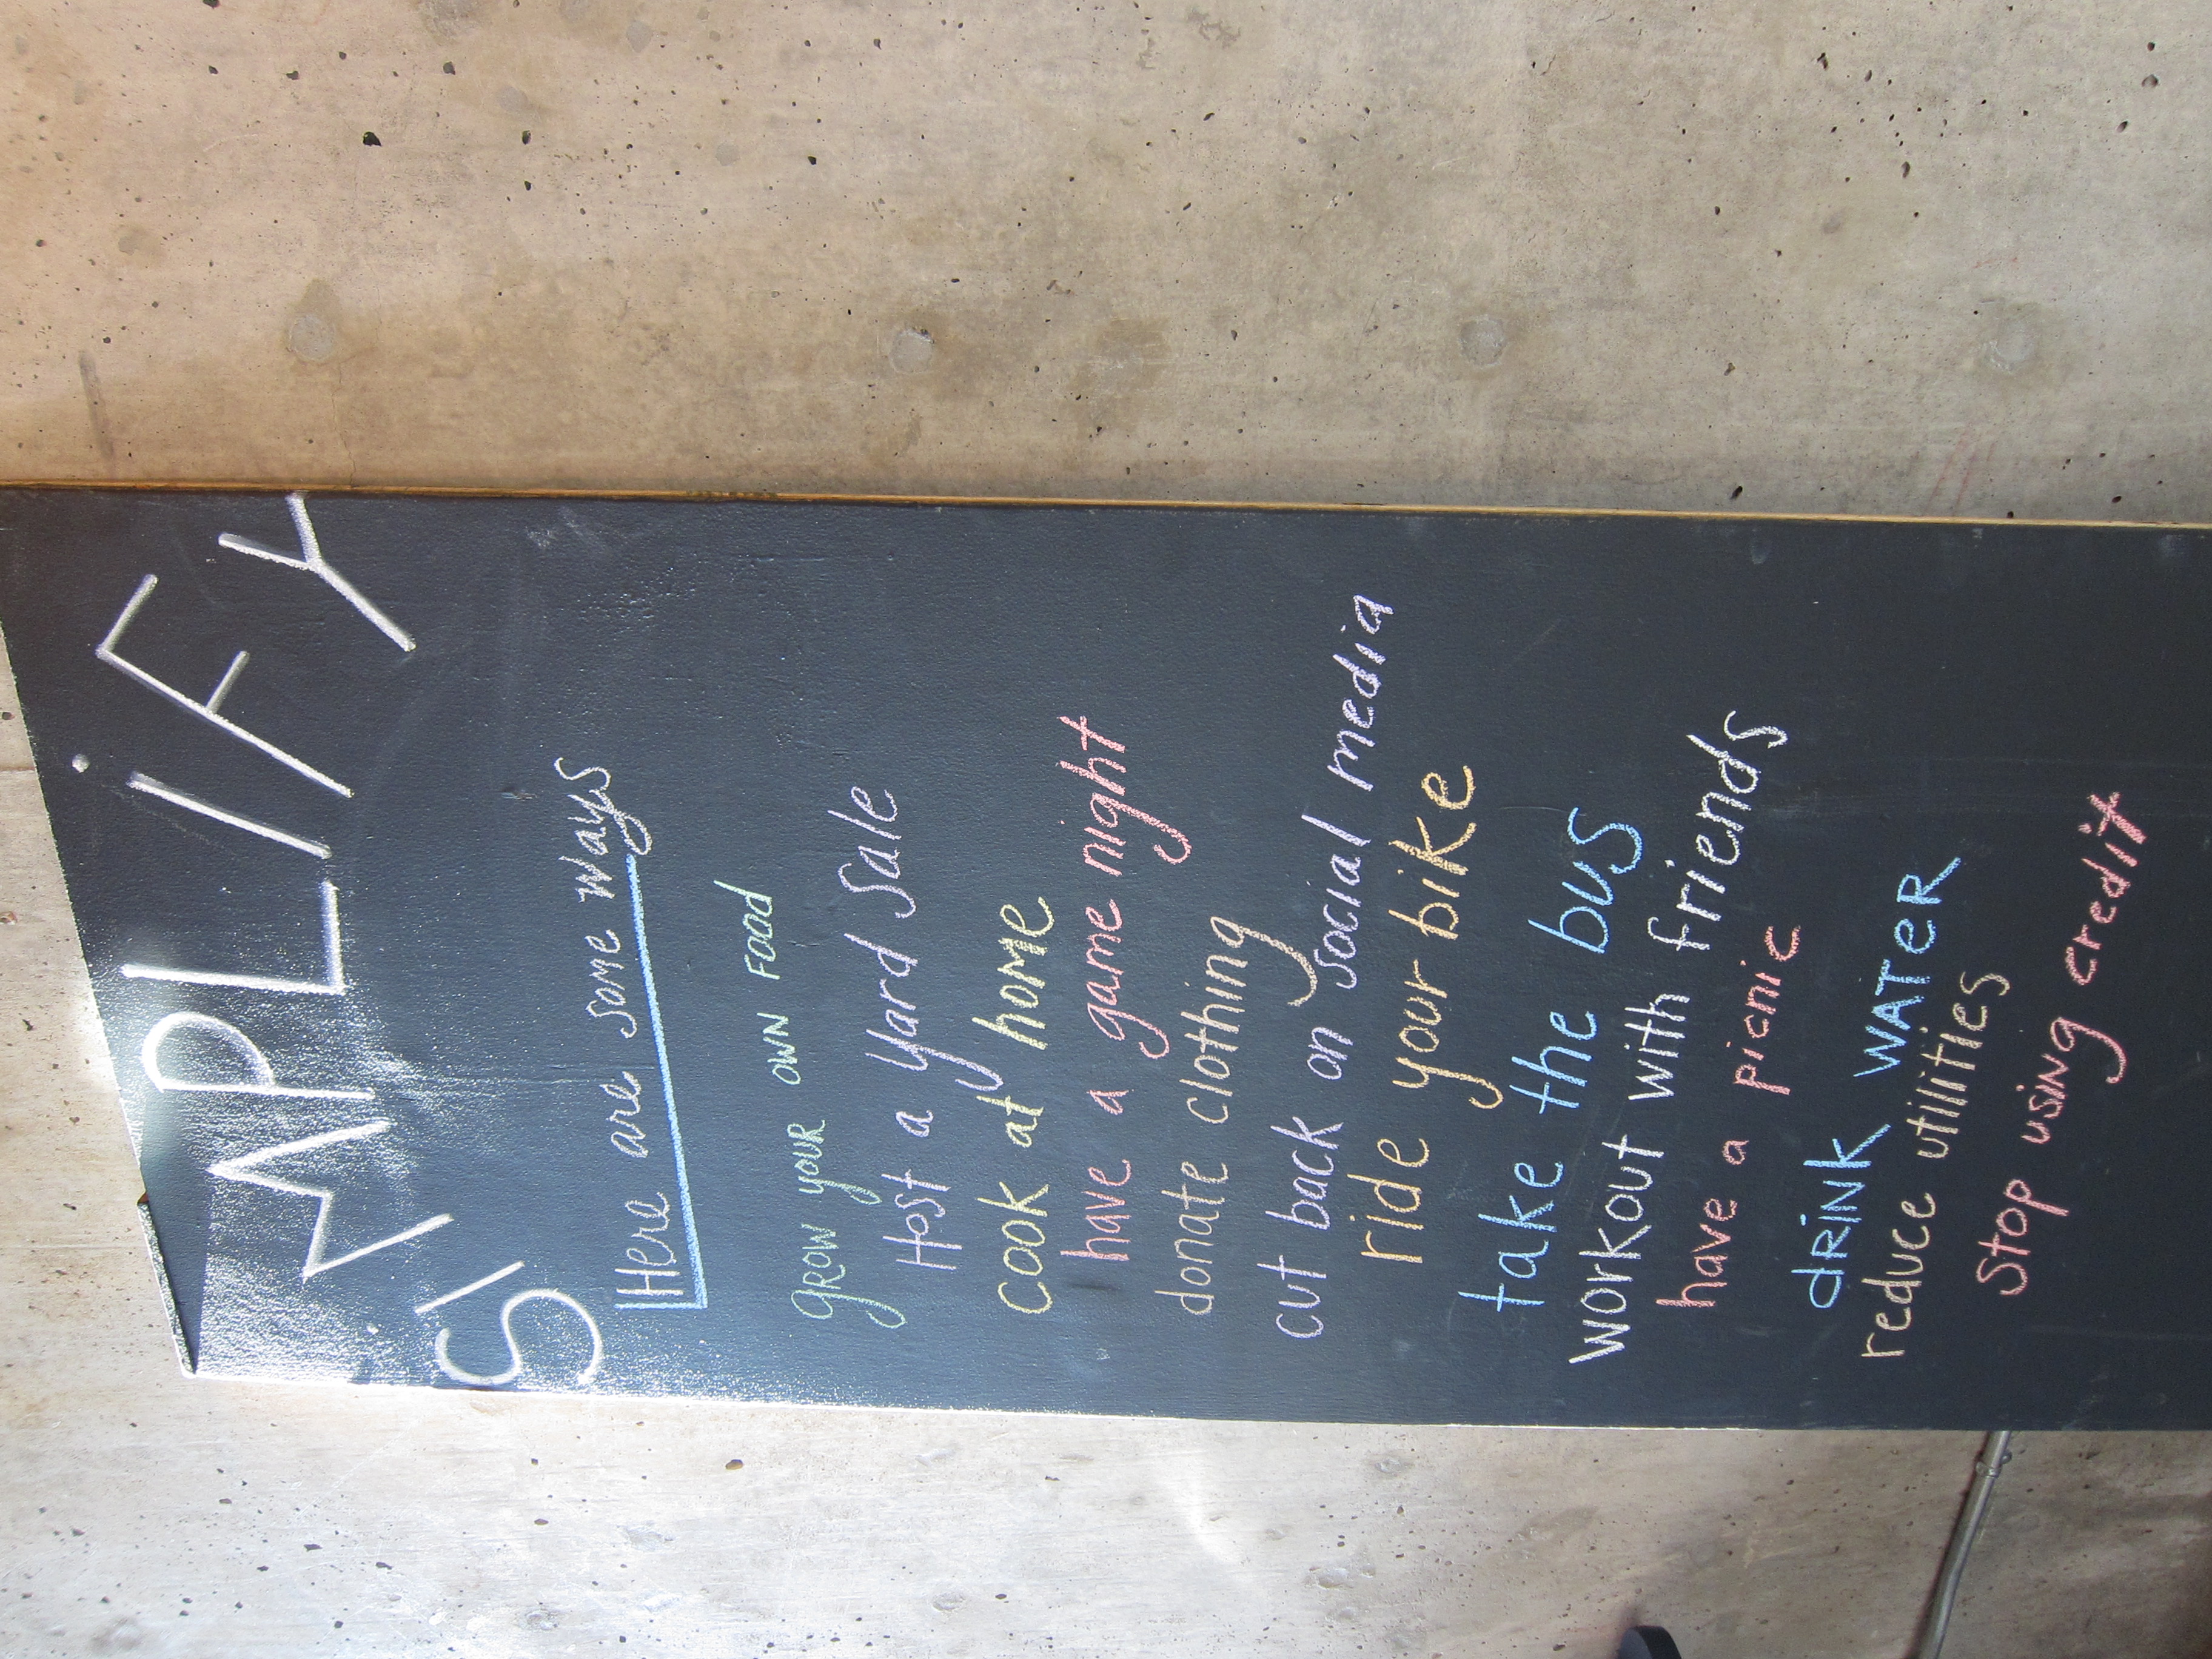 SiMPLiFY
Here are some ways
gROW yOUR OWN FOOd
Host a Yard Sale
cook at home
have a game night
donate clothing
cut back on social media
ride your bike
take the bus
workout with friends
have a picnic
dRiNk WATeR
reduce utilities
Stop using credit